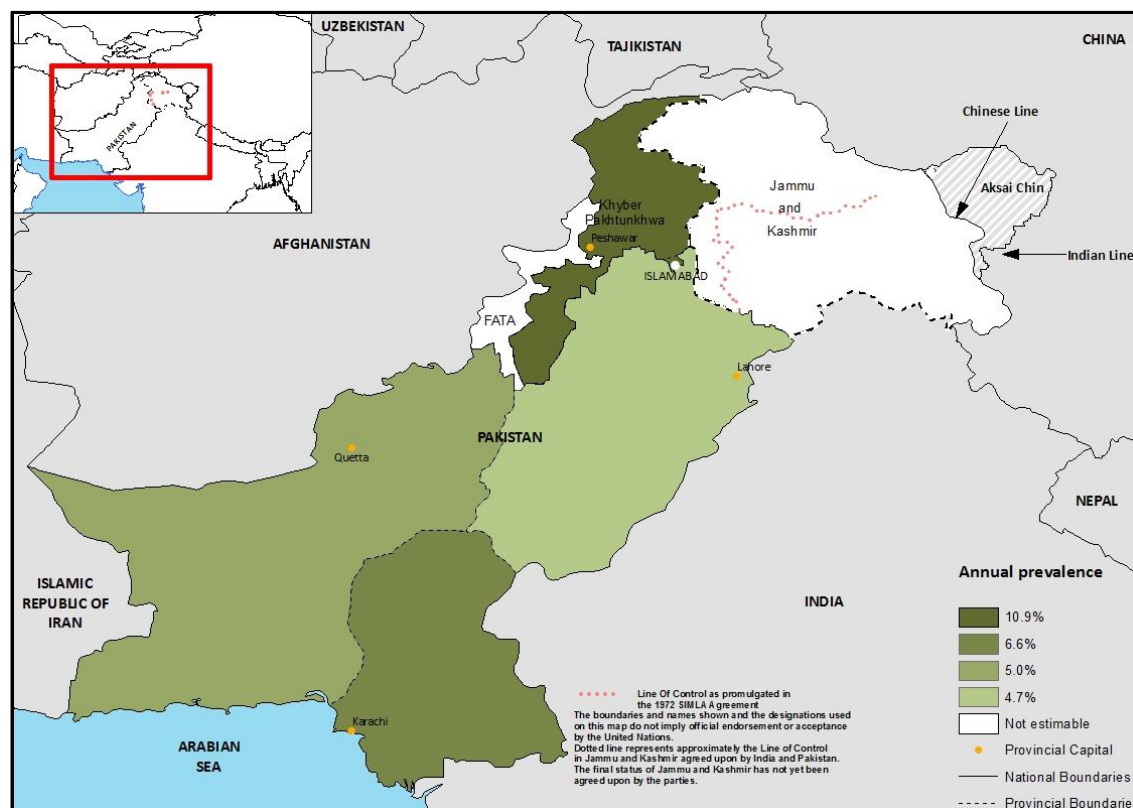 UZBEKISTAN
TAJIKISTAN
CHINA
PAKISTAN
Chinese Line
Aksai Chin
Indian Line
Jammu
and
Kashmir
Khyber
Pakhtunkhwa
Peshawar
AFGHANISTAN
ISLAMABAD
FATA
Lahore
PAKISTAN
Quetta
NEPAL
ISLAMIC
REPUBLIC OF
IRAN
INDIA
Karachi
ARABIAN
SEA
Line Of Control as promulgated in
the 1972 SIMLA Agreement
The boundaries and names shown and the designations used
on this map do not imply official endorsement or acceptance
by the United Nations.
Dotted line represents approximately the Line of Control
in Jammu and Kashmir agreed upon by India and Pakistan.
The final status of Jammu and Kashmir has not yet been
agreed upon by the parties.
Annual prevalence
10.9%
6.6%
5.0%
4.7%
Not estimable
Provincial Capital
National Boundaries
Provincial Boundarie